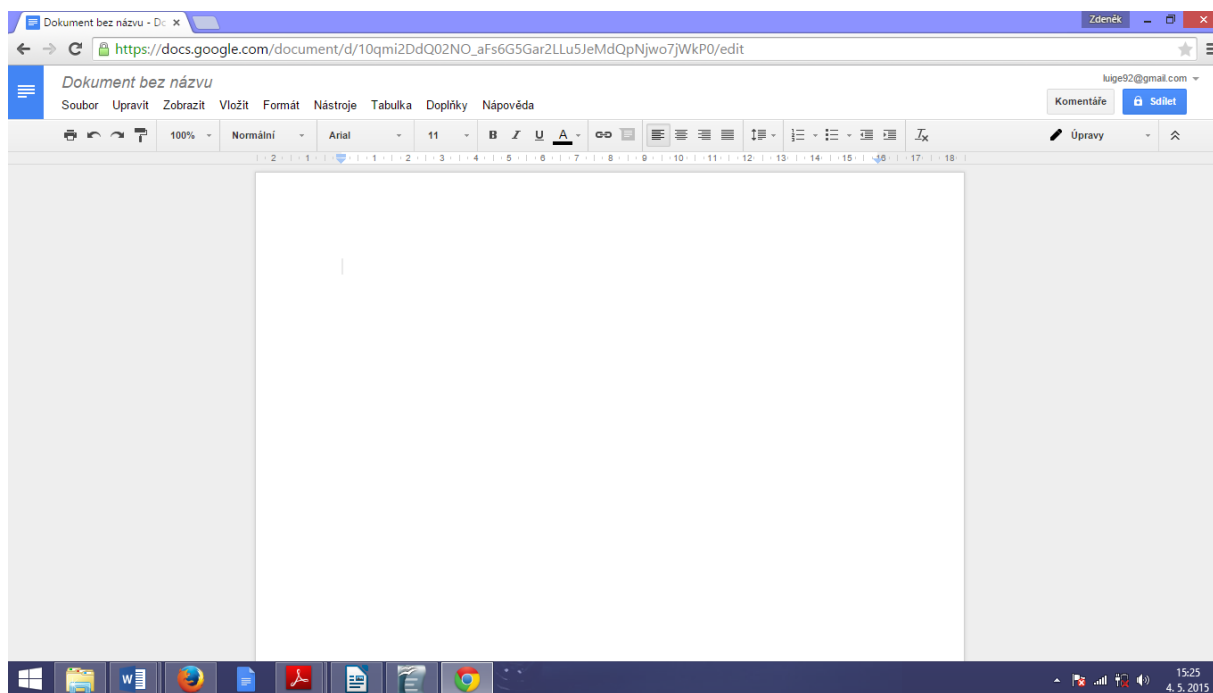 Dokument bez názvu - Do
Zdeněk
https://docs.google.com/document/d/10qmi2DdQ02NO_aFs6G5Gar2LLu5JeMdQpNjwo7jWkP0/edit
Dokument bez názvu
luige92@gmail.com
Soubor Upravit Zobrazit Vložit Formát Nástroje Tabulka Doplňky Nápověda
Komentáře Sdílet
100% Normální Arial 11 B I U A Úpravy
2 1 1 2 3 4 5 6 7 8 9 10 11 12 13 14 15 16 17 18
15:25
4. 5. 2015